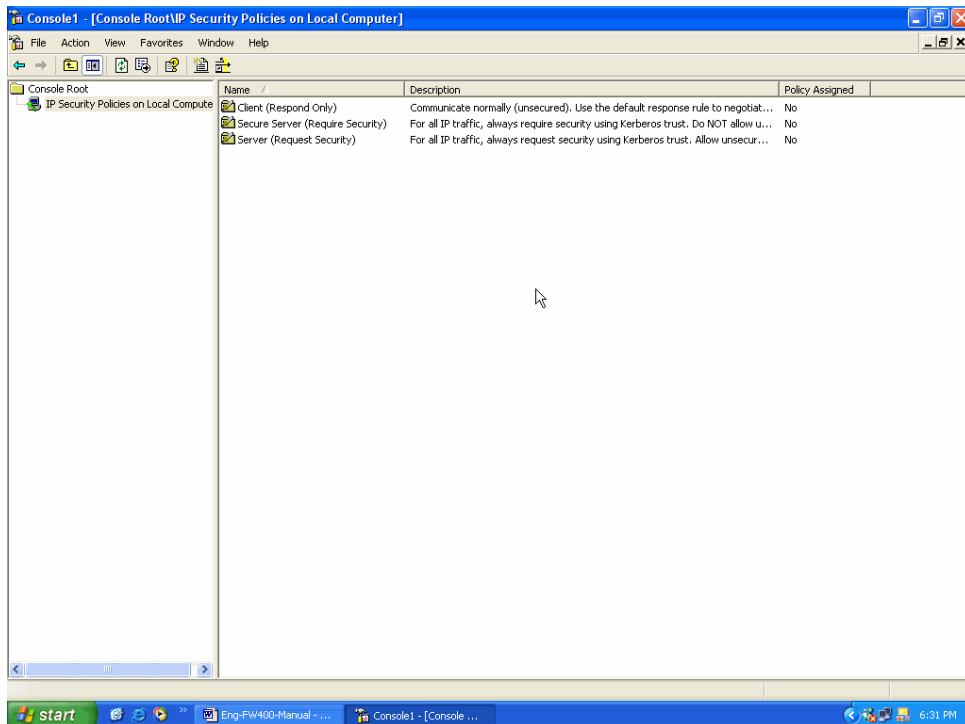 Console1 - [Console Root\IP Security Policies on Local Computer]
File Action View Favorites Window Help
Console Root
IP Security Policies on Local Compute
Name Description Policy Assigned
Client (Respond Only) Communicate normally (unsecured). Use the default response rule to negotiat... No
Secure Server (Require Security) For all IP traffic, always require security using Kerberos trust. Do NOT allow u... No
Server (Request Security) For all IP traffic, always request security using Kerberos trust. Allow unsecur... No
start Eng-FW400-Manual - ... Console1 - [Console ... 6:31 PM